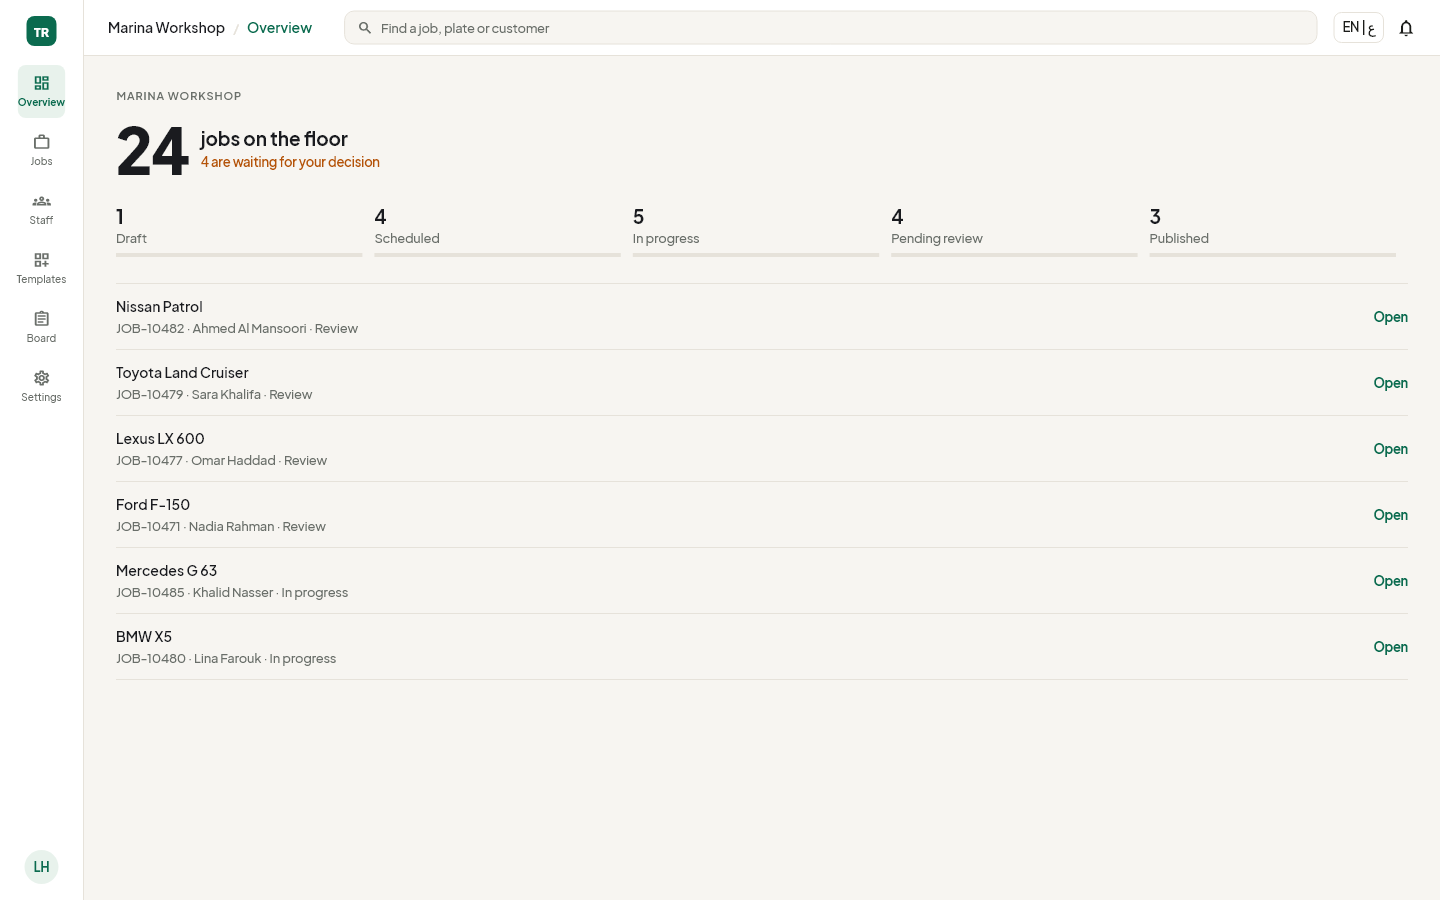 TR
Marina Workshop / Overview
Find a job, plate or customer
EN | ع
Overview
Jobs
Staff
Templates
Board
Settings
LH
MARINA WORKSHOP
24 jobs on the floor
4 are waiting for your decision
1
Draft
4
Scheduled
5
In progress
4
Pending review
3
Published
Nissan Patrol
JOB-10482 · Ahmed Al Mansoori · Review
Open
Toyota Land Cruiser
JOB-10479 · Sara Khalifa · Review
Open
Lexus LX 600
JOB-10477 · Omar Haddad · Review
Open
Ford F-150
JOB-10471 · Nadia Rahman · Review
Open
Mercedes G 63
JOB-10485 · Khalid Nasser · In progress
Open
BMW X5
JOB-10480 · Lina Farouk · In progress
Open